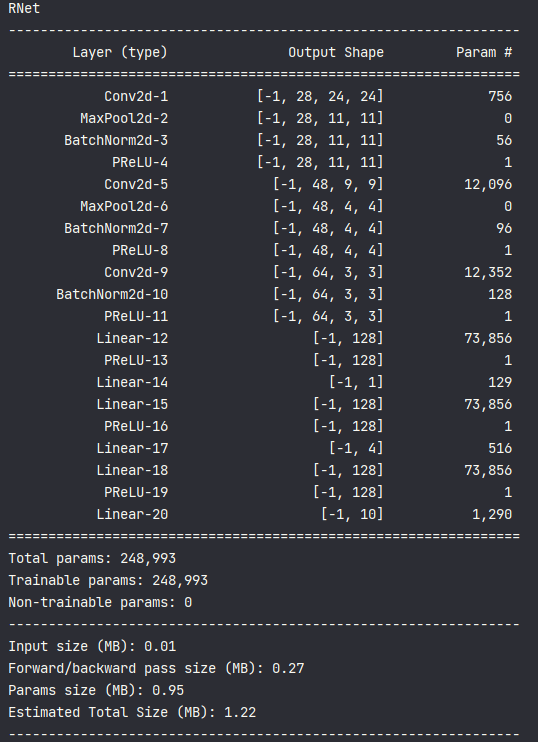 RNet
----------------------------------------------------------------
Layer (type) Output Shape Param #
================================================================
Conv2d-1 [-1, 28, 24, 24] 756
MaxPool2d-2 [-1, 28, 11, 11] 0
BatchNorm2d-3 [-1, 28, 11, 11] 56
PReLU-4 [-1, 28, 11, 11] 1
Conv2d-5 [-1, 48, 9, 9] 12,096
MaxPool2d-6 [-1, 48, 4, 4] 0
BatchNorm2d-7 [-1, 48, 4, 4] 96
PReLU-8 [-1, 48, 4, 4] 1
Conv2d-9 [-1, 64, 3, 3] 12,352
BatchNorm2d-10 [-1, 64, 3, 3] 128
PReLU-11 [-1, 64, 3, 3] 1
Linear-12 [-1, 128] 73,856
PReLU-13 [-1, 128] 1
Linear-14 [-1, 1] 129
Linear-15 [-1, 128] 73,856
PReLU-16 [-1, 128] 1
Linear-17 [-1, 4] 516
Linear-18 [-1, 128] 73,856
PReLU-19 [-1, 128] 1
Linear-20 [-1, 10] 1,290
================================================================
Total params: 248,993
Trainable params: 248,993
Non-trainable params: 0
----------------------------------------------------------------
Input size (MB): 0.01
Forward/backward pass size (MB): 0.27
Params size (MB): 0.95
Estimated Total Size (MB): 1.22
----------------------------------------------------------------